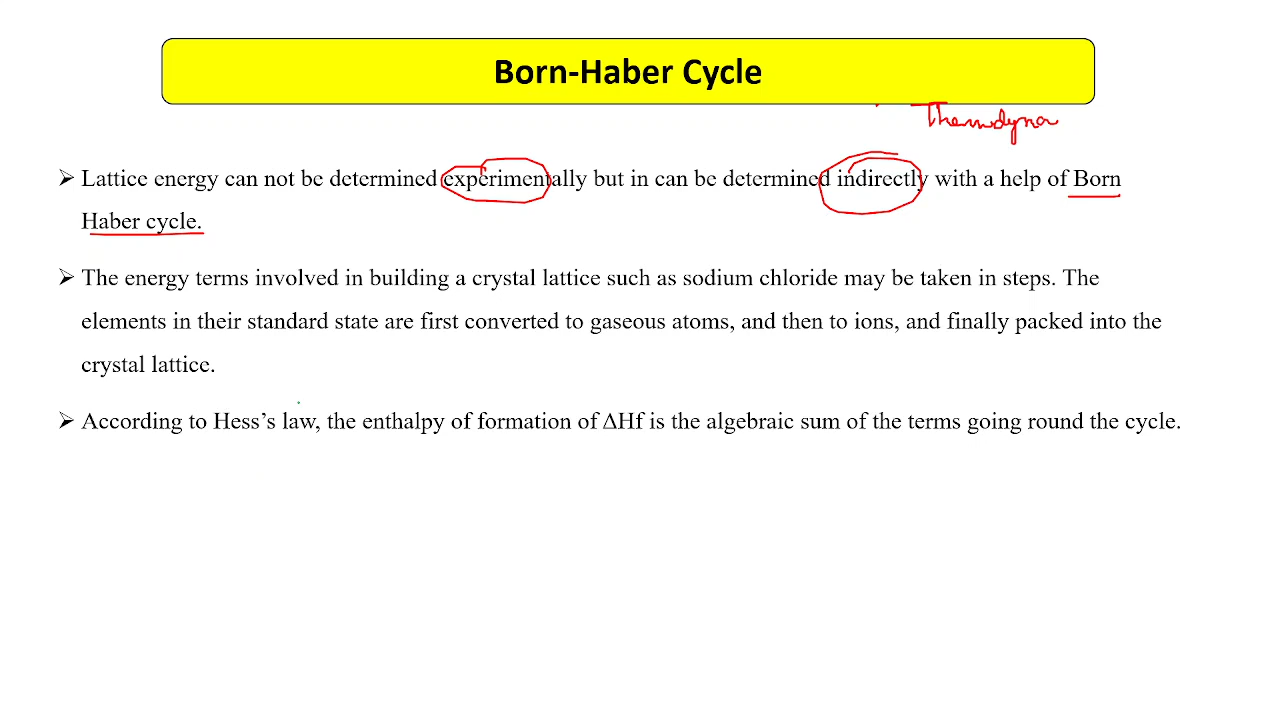 Born-Haber Cycle
Thermodyna
➢ Lattice energy can not be determined experimentally but in can be determined indirectly with a help of Born
Haber cycle.
➢ The energy terms involved in building a crystal lattice such as sodium chloride may be taken in steps. The
elements in their standard state are first converted to gaseous atoms, and then to ions, and finally packed into the
crystal lattice.
➢ According to Hess’s law, the enthalpy of formation of ΔHf is the algebraic sum of the terms going round the cycle.